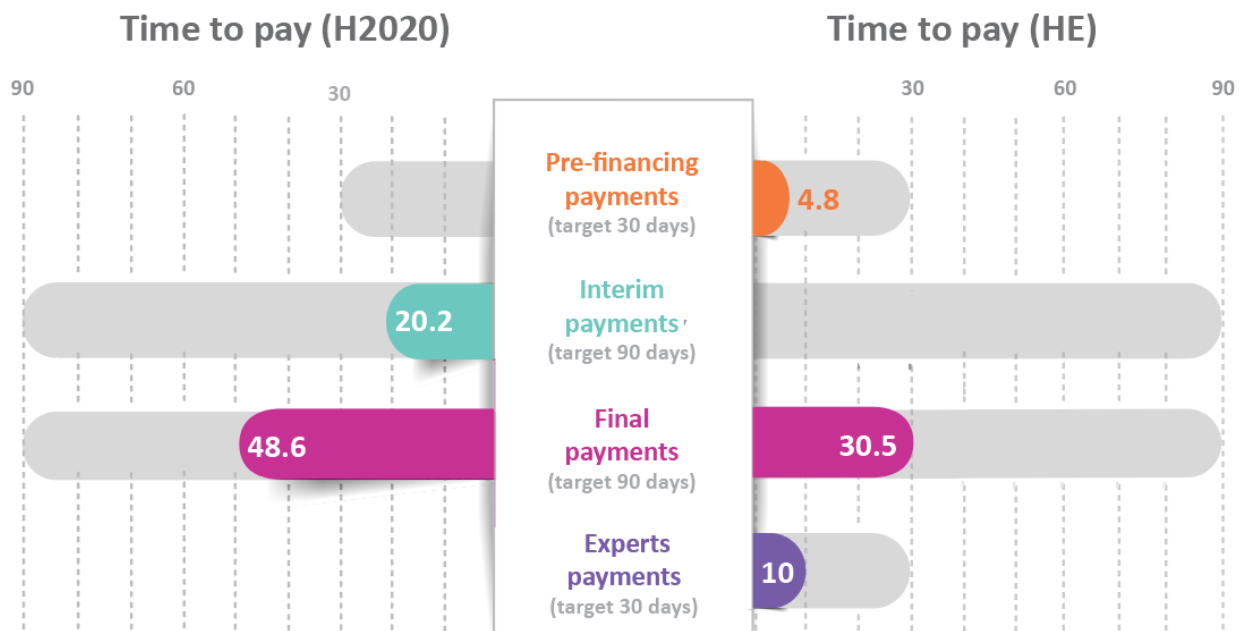 Time to pay (H2020)
Time to pay (HE)
90 60 30
30 60 90
Pre-financing
payments
(target 30 days)
4.8
Interim
payments
(target 90 days)
20.2
Final
payments
(target 90 days)
48.6
30.5
Experts
payments
(target 30 days)
10